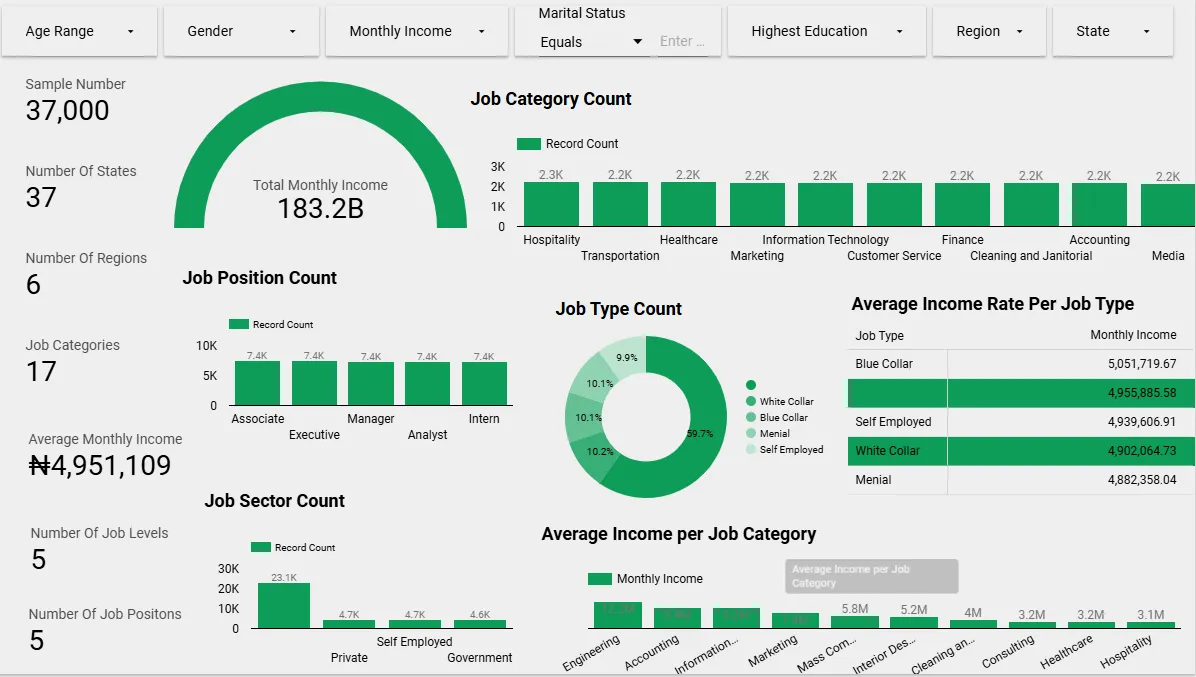 Age Range
Gender
Monthly Income
Marital Status
Equals
Enter ...
Highest Education
Region
State
Sample Number
37,000
Number Of States
37
Number Of Regions
6
Job Categories
17
Average Monthly Income
₦4,951,109
Number Of Job Levels
5
Number Of Job Positons
5
Total Monthly Income
183.2B
Job Category Count
Record Count
3K
2K
1K
0
2.3K 2.2K 2.2K 2.2K 2.2K 2.2K 2.2K 2.2K 2.2K 2.2K
Hospitality Healthcare Information Technology Finance Accounting
Transportation Marketing Customer Service Cleaning and Janitorial Media
Job Position Count
Record Count
10K
5K
0
7.4K 7.4K 7.4K 7.4K 7.4K
Associate Manager Intern
Executive Analyst
Job Type Count
9.9%
10.1%
10.1%
10.2%
59.7%
White Collar
Blue Collar
Menial
Self Employed
Average Income Rate Per Job Type
Job Type Monthly Income
Blue Collar 5,051,719.67
4,955,885.58
Self Employed 4,939,606.91
White Collar 4,902,064.73
Menial 4,882,358.04
Job Sector Count
Record Count
30K
20K
10K
0
23.1K 4.7K 4.7K 4.6K
Self Employed
Private Government
Average Income per Job Category
Average Income per Job
Category
Monthly Income
5.8M 5.2M 4M 3.2M 3.2M 3.1M
Engineering Accounting Information... Marketing Mass Com... Interior Des... Cleaning an... Consulting Healthcare Hospitality